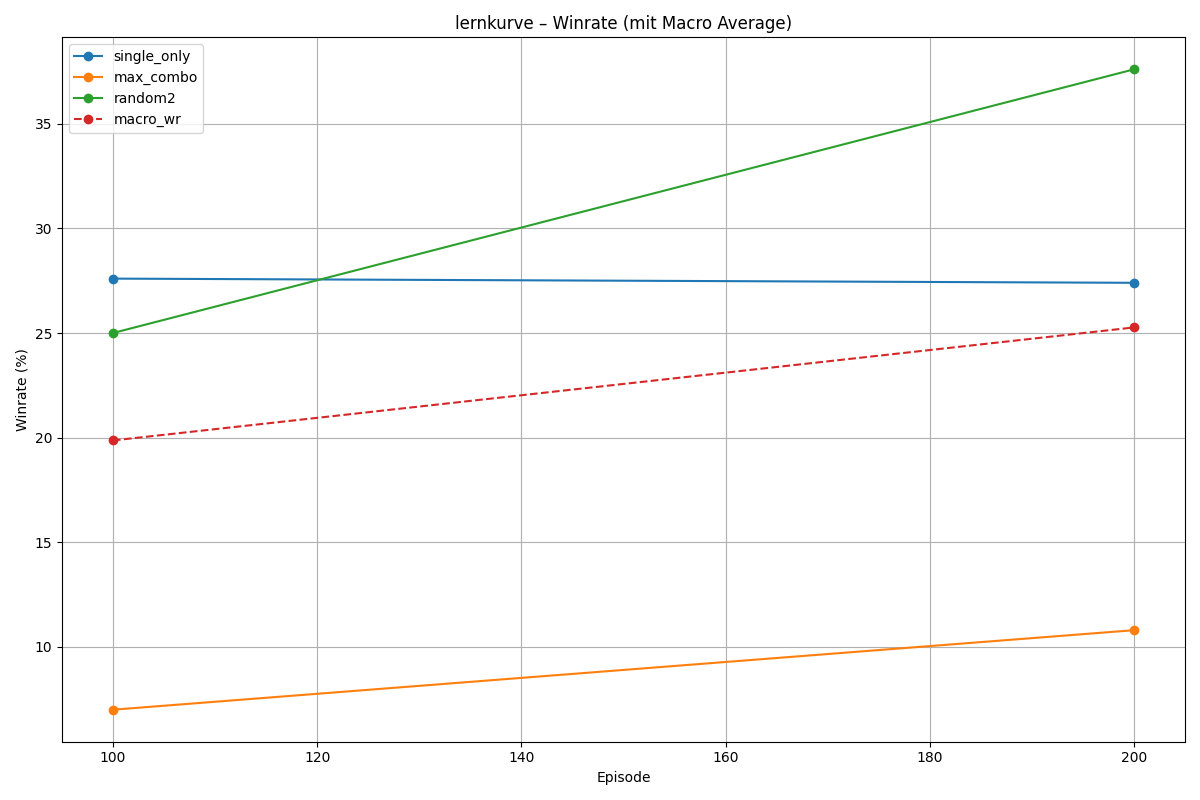 lernkurve – Winrate (mit Macro Average)
single_only
max_combo
random2
macro_wr
Winrate (%)
35
30
25
20
15
10
100 120 140 160 180 200
Episode